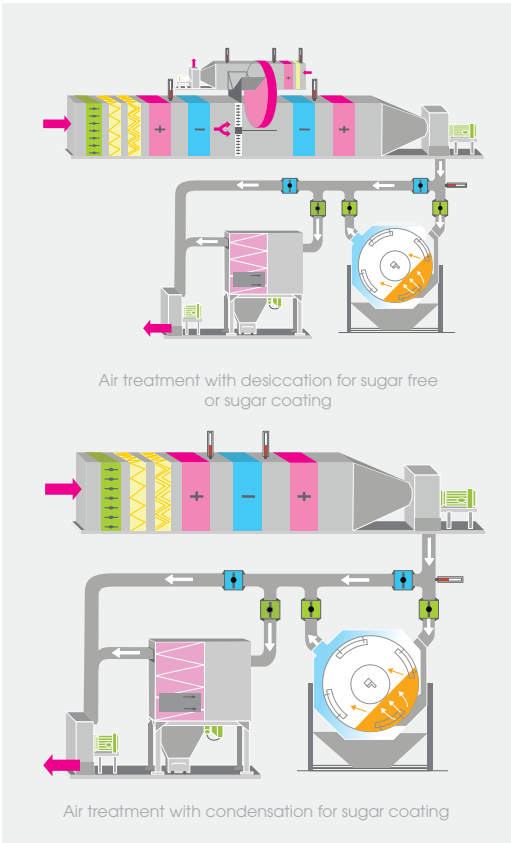 +
+ − − +
Air treatment with desiccation for sugar free
or sugar coating
+ − +
Air treatment with condensation for sugar coating